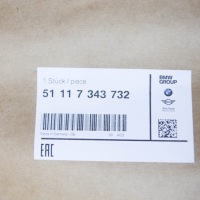 1 Stück / piece
BMW
GROUP
51 11 7 343 732
EAC